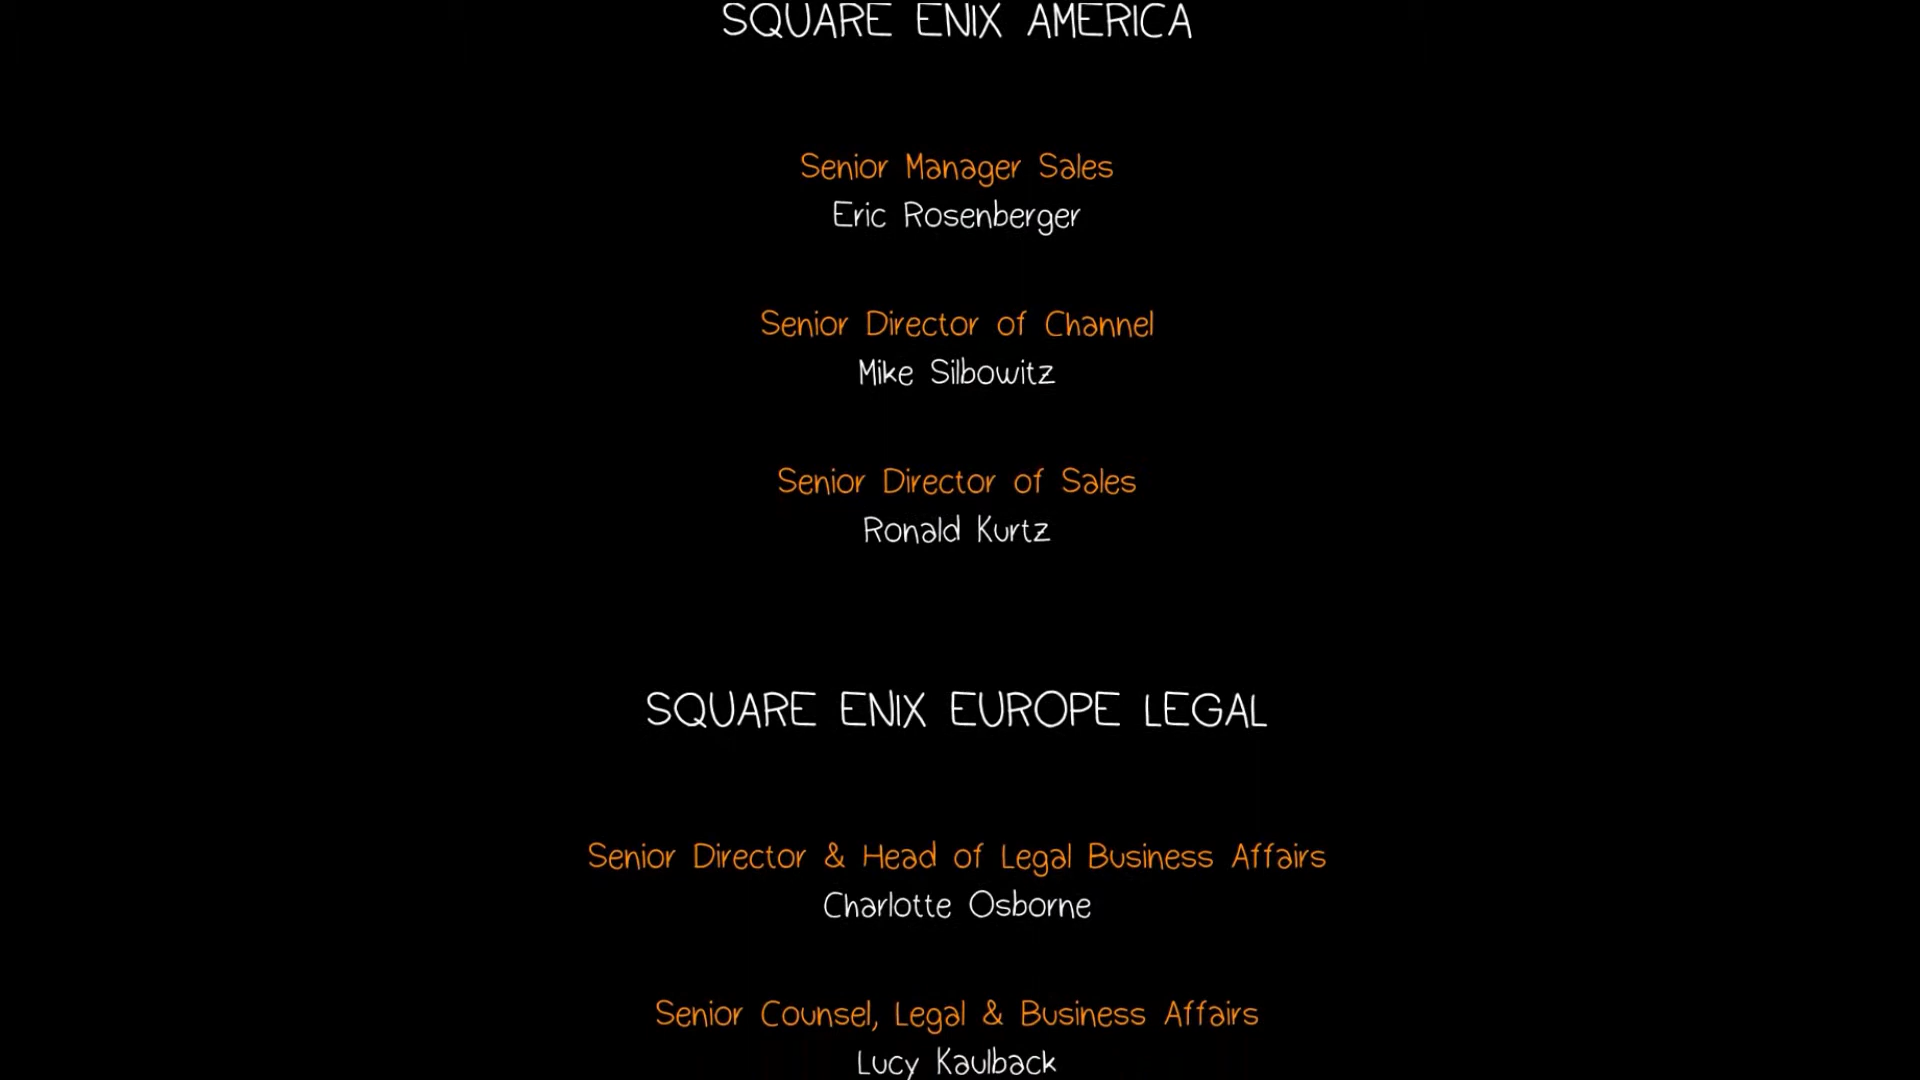 SQUARE ENIX AMERICA
Senior Manager Sales
Eric Rosenberger
Senior Director of Channel
Mike Silbowitz
Senior Director of Sales
Ronald Kurtz
SQUARE ENIX EUROPE LEGAL
Senior Director & Head of Legal Business Affairs
Charlotte Osborne
Senior Counsel, Legal & Business Affairs
Lucy Kaulback